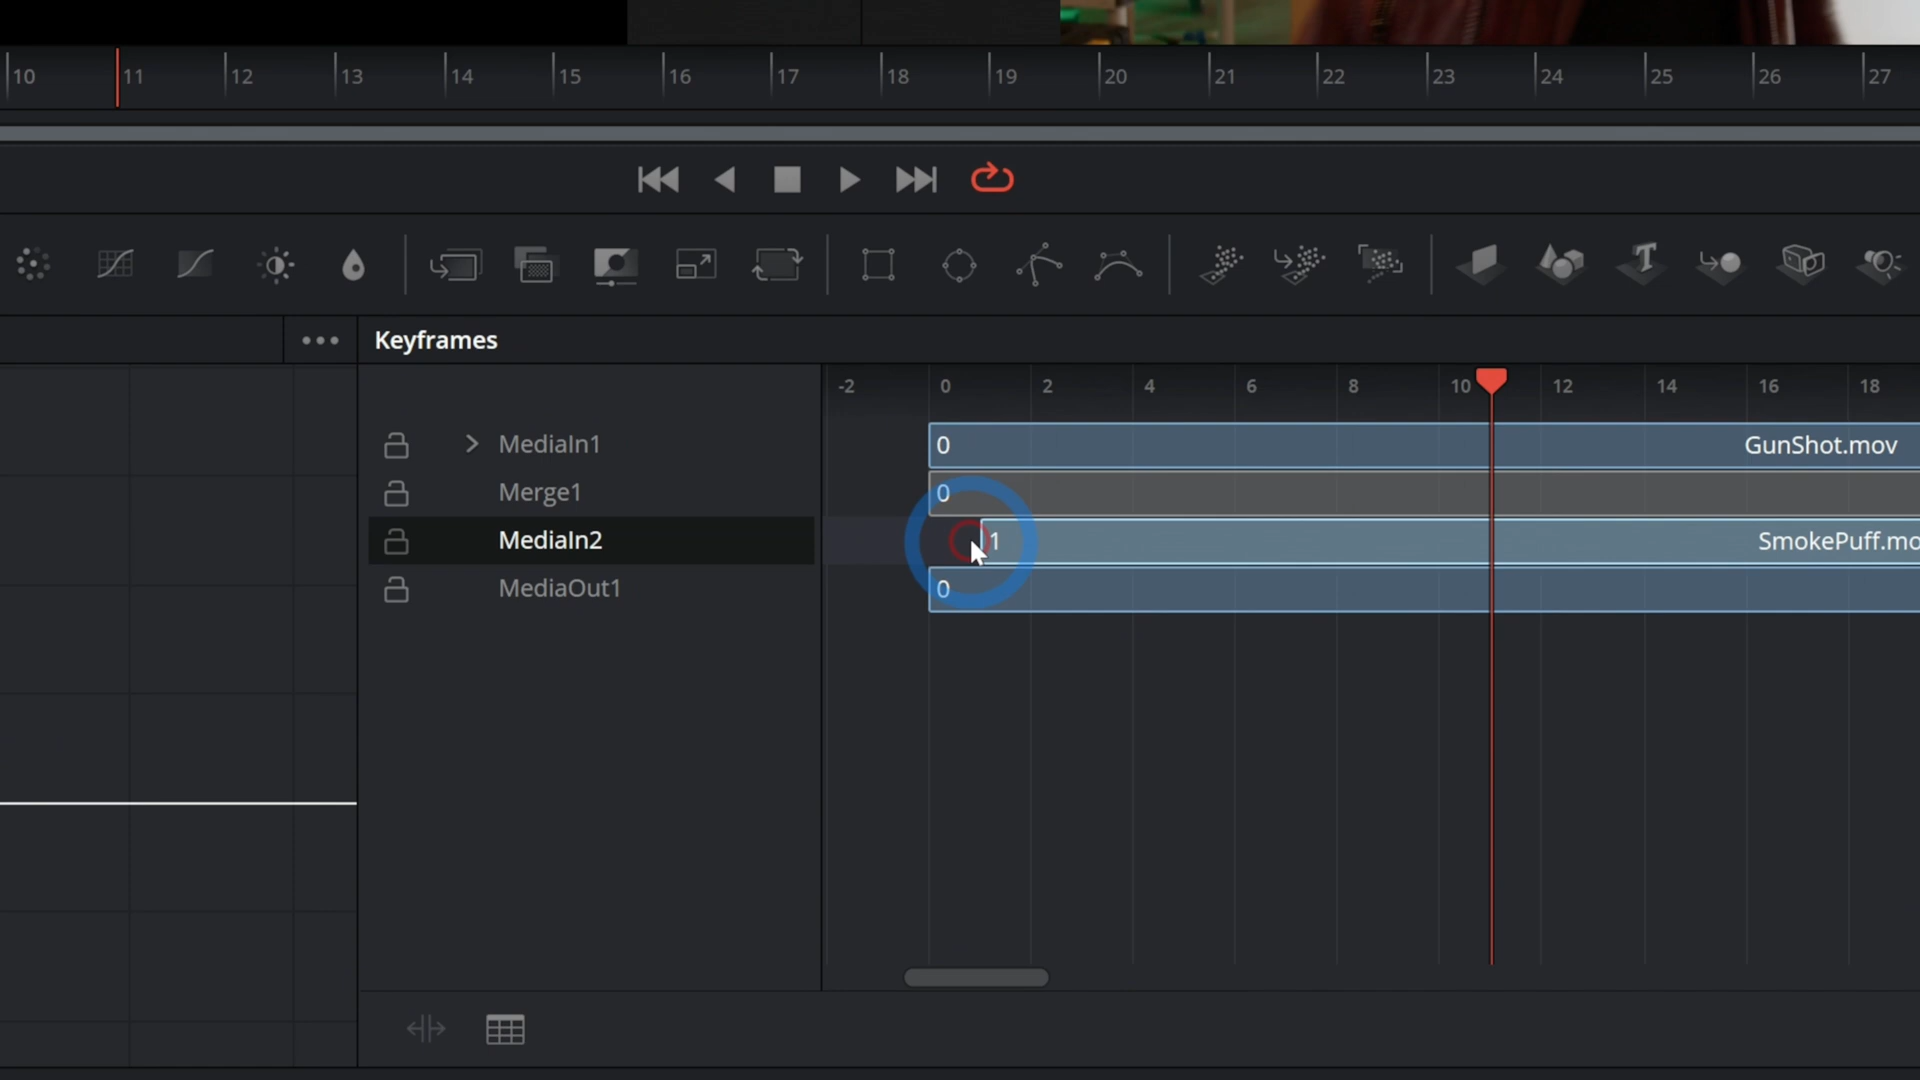 10 11 12 13 14 15 16 17 18 19 20 21 22 23 24 25 26 27
Keyframes
-2 0 2 4 6 8 10 12 14 16 18
MediaIn1 0 GunShot.mov
Merge1 0
MediaIn2 1 SmokePuff.mo
MediaOut1 0